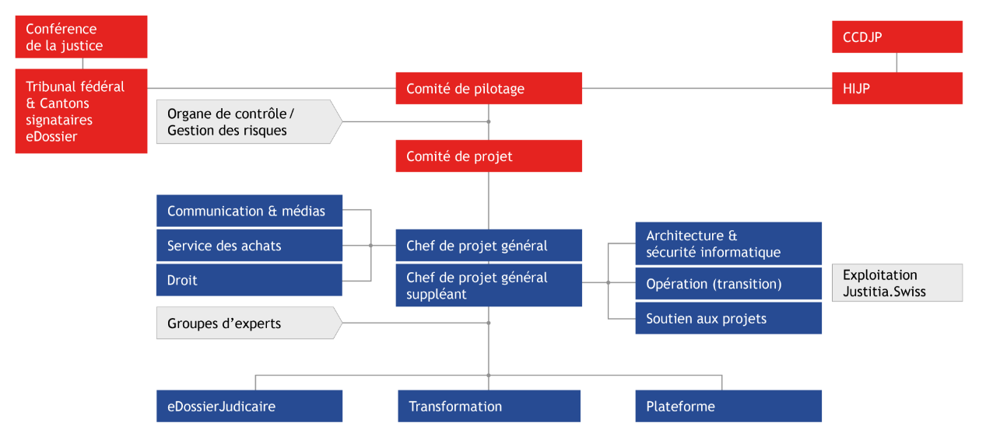 Conférence
de la justice
CCDJP
Tribunal fédéral
& Cantons
signataires
eDossier
Comité de pilotage
HIJP
Organe de contrôle /
Gestion des risques
Comité de projet
Communication & médias
Service des achats
Droit
Chef de projet général
Chef de projet général
suppléant
Architecture &
sécurité informatique
Opération (transition)
Soutien aux projets
Exploitation
Justitia.Swiss
Groupes d’experts
eDossierJudicaire
Transformation
Plateforme